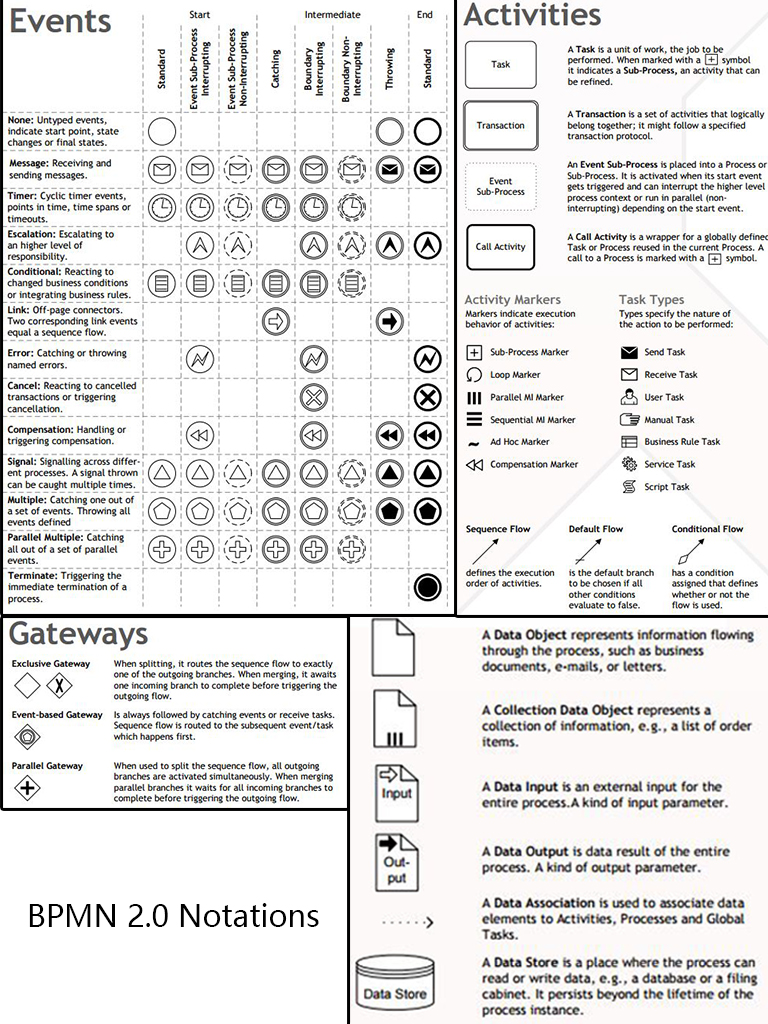 Events
Start
Intermediate
End
Standard
Event Sub-Process
Interrupting
Event Sub-Process
Non-Interrupting
Catching
Boundary
Interrupting
Boundary Non-
Interrupting
Throwing
Standard
None: Untyped events,
indicate start point, state
changes or final states.
Message: Receiving and
sending messages.
Timer: Cyclic timer events,
points in time, time spans or
timeouts.
Escalation: Escalating to
an higher level of
responsibility.
Conditional: Reacting to
changed business conditions
or integrating business rules.
Link: Off-page connectors.
Two corresponding link events
equal a sequence flow.
Error: Catching or throwing
named errors.
Cancel: Reacting to cancelled
transactions or triggering
cancellation.
Compensation: Handling or
triggering compensation.
Signal: Signalling across differ-
ent processes. A signal thrown
can be caught multiple times.
Multiple: Catching one out of
a set of events. Throwing all
events defined
Parallel Multiple: Catching
all out of a set of parallel
events.
Terminate: Triggering the
immediate termination of a
process.
Activities
Task
A Task is a unit of work, the job to be
performed. When marked with a + symbol
it indicates a Sub-Process, an activity that can
be refined.
Transaction
A Transaction is a set of activities that logically
belong together; it might follow a specified
transaction protocol.
Event
Sub-Process
An Event Sub-Process is placed into a Process or
Sub-Process. It is activated when its start event
gets triggered and can interrupt the higher level
process context or run in parallel (non-
interrupting) depending on the start event.
Call Activity
A Call Activity is a wrapper for a globally defined
Task or Process reused in the current Process. A
call to a Process is marked with a + symbol.
Activity Markers
Markers indicate execution
behavior of activities:
Sub-Process Marker
Loop Marker
Parallel MI Marker
Sequential MI Marker
Ad Hoc Marker
Compensation Marker
Task Types
Types specify the nature of
the action to be performed:
Send Task
Receive Task
User Task
Manual Task
Business Rule Task
Service Task
Script Task
Sequence Flow
defines the execution
order of activities.
Default Flow
is the default branch
to be chosen if all
other conditions
evaluate to false.
Conditional Flow
has a condition
assigned that defines
whether or not the
flow is used.
Gateways
Exclusive Gateway
X
When splitting, it routes the sequence flow to exactly
one of the outgoing branches. When merging, it awaits
one incoming branch to complete before triggering the
outgoing flow.
Event-based Gateway
Is always followed by catching events or receive tasks.
Sequence flow is routed to the subsequent event/task
which happens first.
Parallel Gateway
When used to split the sequence flow, all outgoing
branches are activated simultaneously. When merging
parallel branches it waits for all incoming branches to
complete before triggering the outgoing flow.
BPMN 2.0 Notations
A Data Object represents information flowing
through the process, such as business
documents, e-mails, or letters.
A Collection Data Object represents a
collection of information, e.g., a list of order
items.
Input
A Data Input is an external input for the
entire process.A kind of input parameter.
Out-
put
A Data Output is data result of the entire
process. A kind of output parameter.
A Data Association is used to associate data
elements to Activities, Processes and Global
Tasks.
Data Store
A Data Store is a place where the process can
read or write data, e.g., a database or a filing
cabinet. It persists beyond the lifetime of the
process instance.